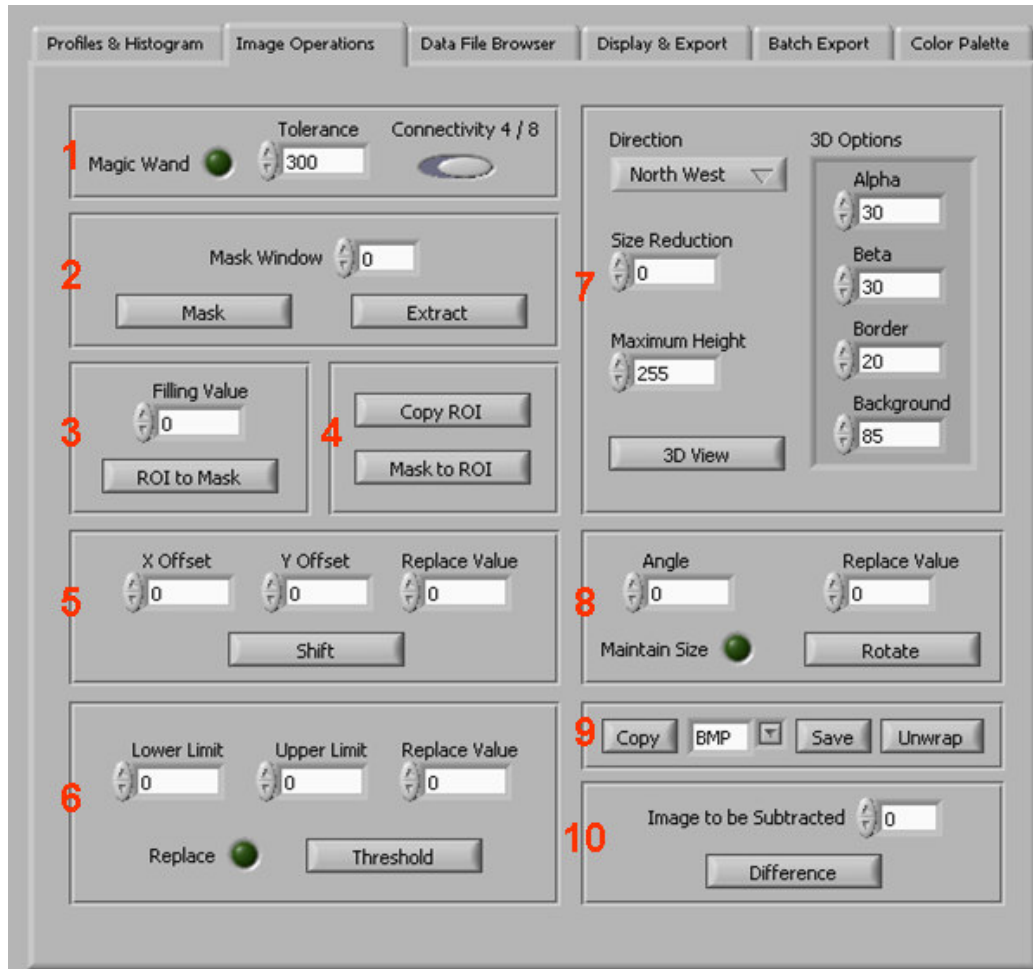 Profiles & Histogram
Image Operations
Data File Browser
Display & Export
Batch Export
Color Palette
1
Magic Wand
Tolerance
300
Connectivity 4 / 8
2
Mask Window
0
Mask
Extract
3
Filling Value
0
ROI to Mask
4
Copy ROI
Mask to ROI
5
X Offset
0
Y Offset
0
Replace Value
0
Shift
6
Lower Limit
0
Upper Limit
0
Replace Value
0
Replace
Threshold
7
Direction
North West
Size Reduction
0
Maximum Height
255
3D View
3D Options
Alpha
30
Beta
30
Border
20
Background
85
8
Angle
0
Replace Value
0
Maintain Size
Rotate
9
Copy
BMP
Save
Unwrap
10
Image to be Subtracted
0
Difference